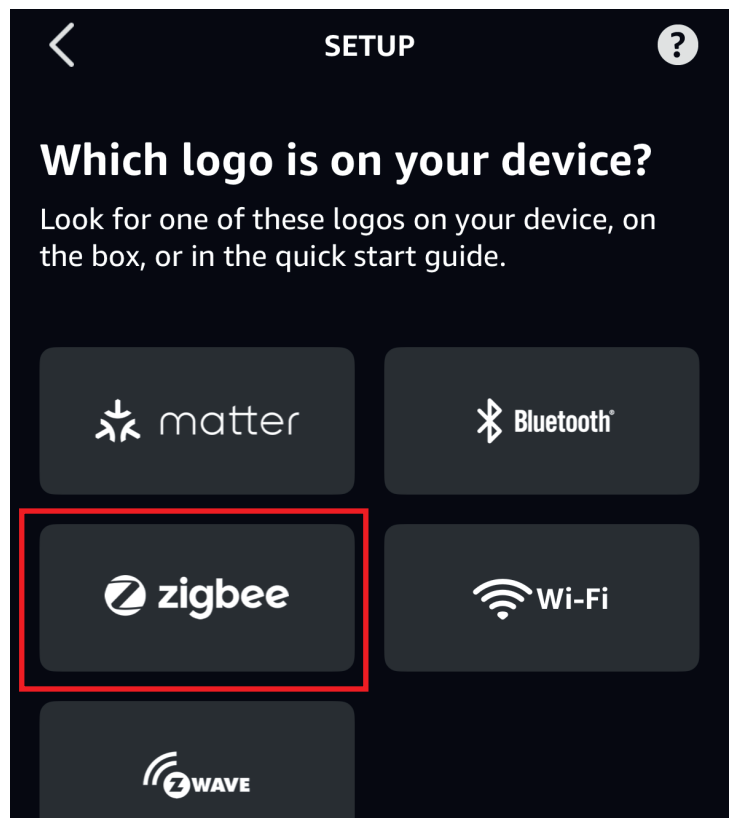 SETUP
?
Which logo is on your device?
Look for one of these logos on your device, on
the box, or in the quick start guide.
matter
Bluetooth®
zigbee
Wi-Fi
Z WAVE